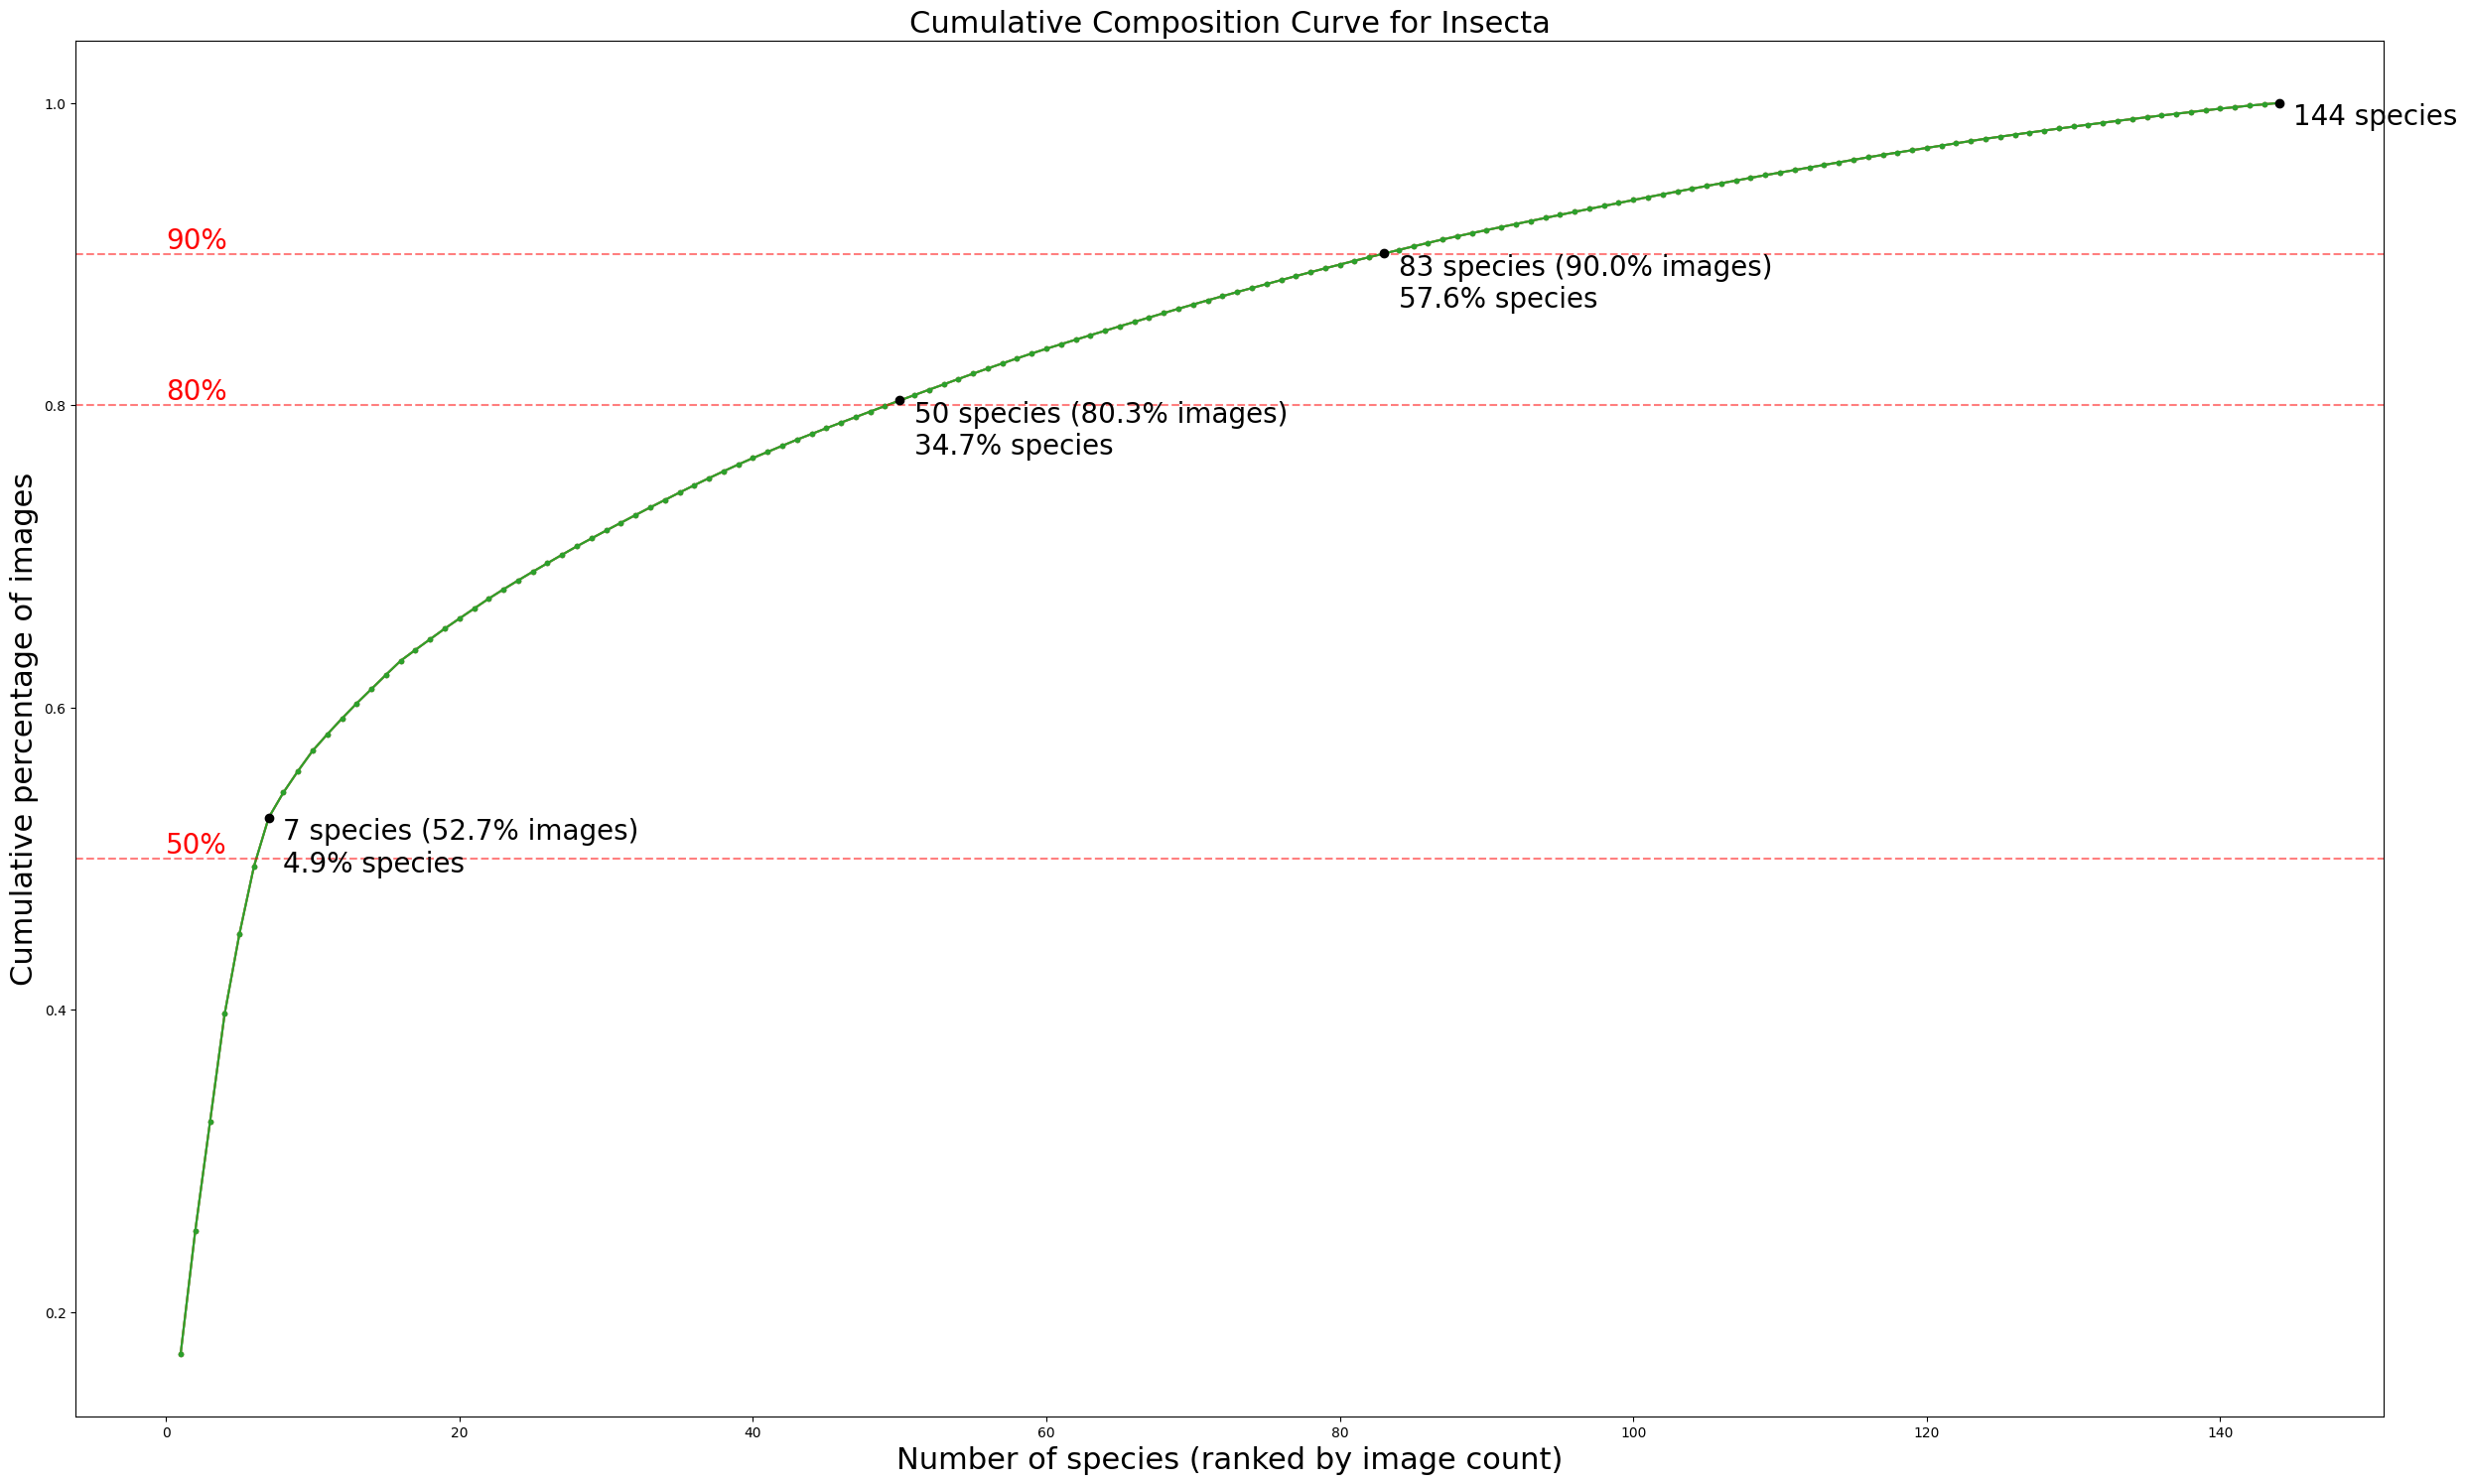 Cumulative Composition Curve for Insecta
Cumulative percentage of images
1.0
0.8
0.6
0.4
0.2
90%
80%
50%
144 species
83 species (90.0% images)
57.6% species
50 species (80.3% images)
34.7% species
7 species (52.7% images)
4.9% species
0 20 40 60 80 100 120 140
Number of species (ranked by image count)